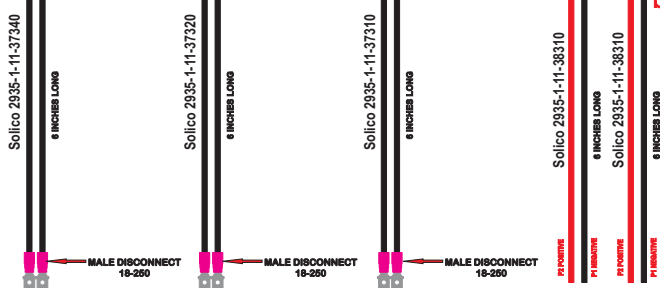 Solico 2935-1-11-37340
6 INCHES LONG
MALE DISCONNECT
18-250
Solico 2935-1-11-37320
6 INCHES LONG
MALE DISCONNECT
18-250
Solico 2935-1-11-37310
6 INCHES LONG
MALE DISCONNECT
18-250
Solico 2935-1-11-38310
P2 POSITIVE
6 INCHES LONG
P1 NEGATIVE
Solico 2935-1-11-38310
P2 POSITIVE
6 INCHES LONG
P1 NEGATIVE